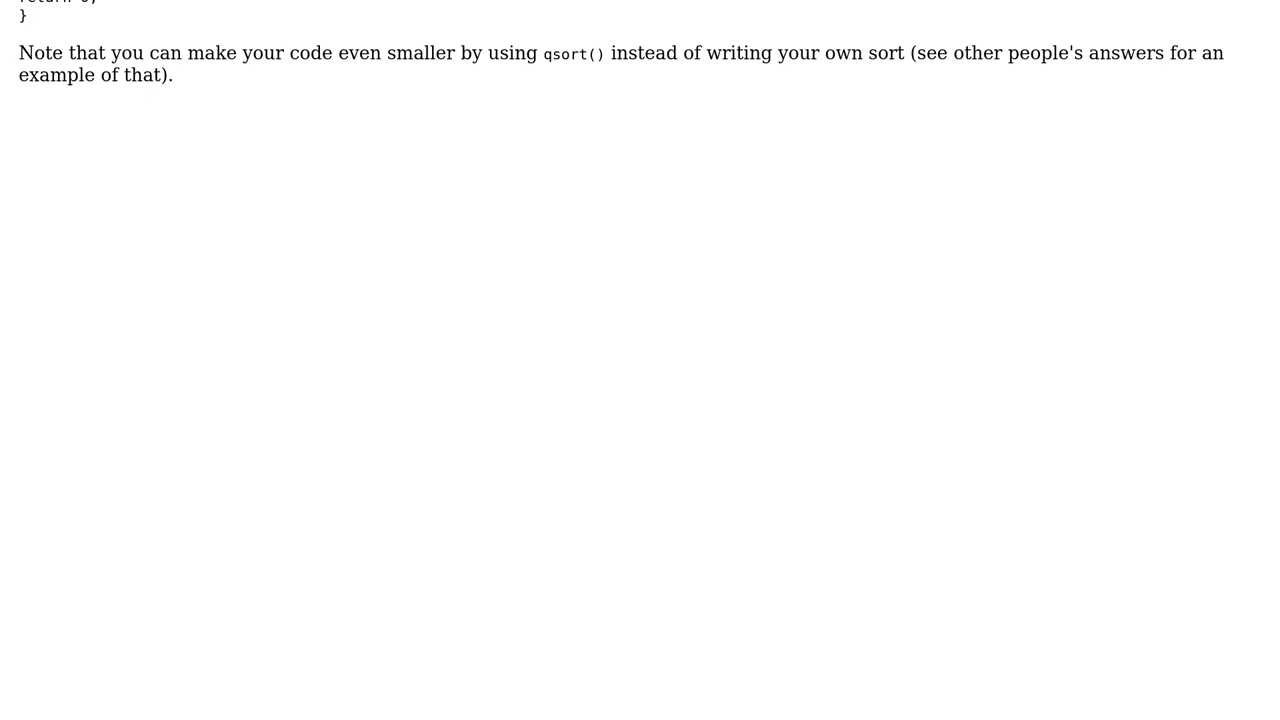 }
Note that you can make your code even smaller by using qsort() instead of writing your own sort (see other people's answers for an
example of that).